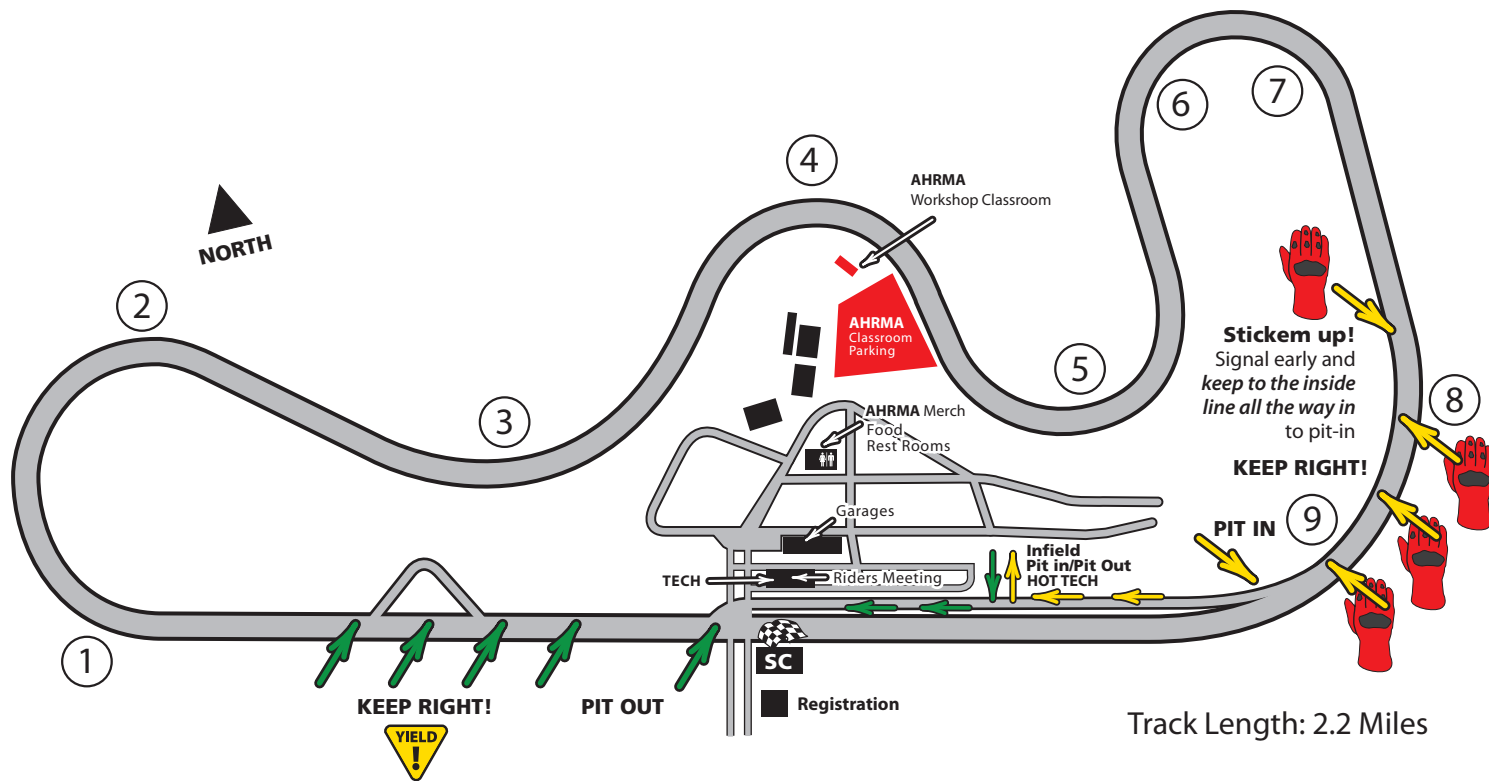 6
7
4
AHRMA
Workshop Classroom
NORTH
2
AHRMA
Classroom
Parking
Stickem up!
Signal early and
keep to the inside
line all the way in
to pit-in
KEEP RIGHT!
5
8
3
AHRMA Merch
Food
Rest Rooms
Garages
9
PIT IN
Infield
Pit in/Pit Out
HOT TECH
TECH
Riders Meeting
1
SC
KEEP RIGHT!
PIT OUT
Registration
YIELD
!
Track Length: 2.2 Miles